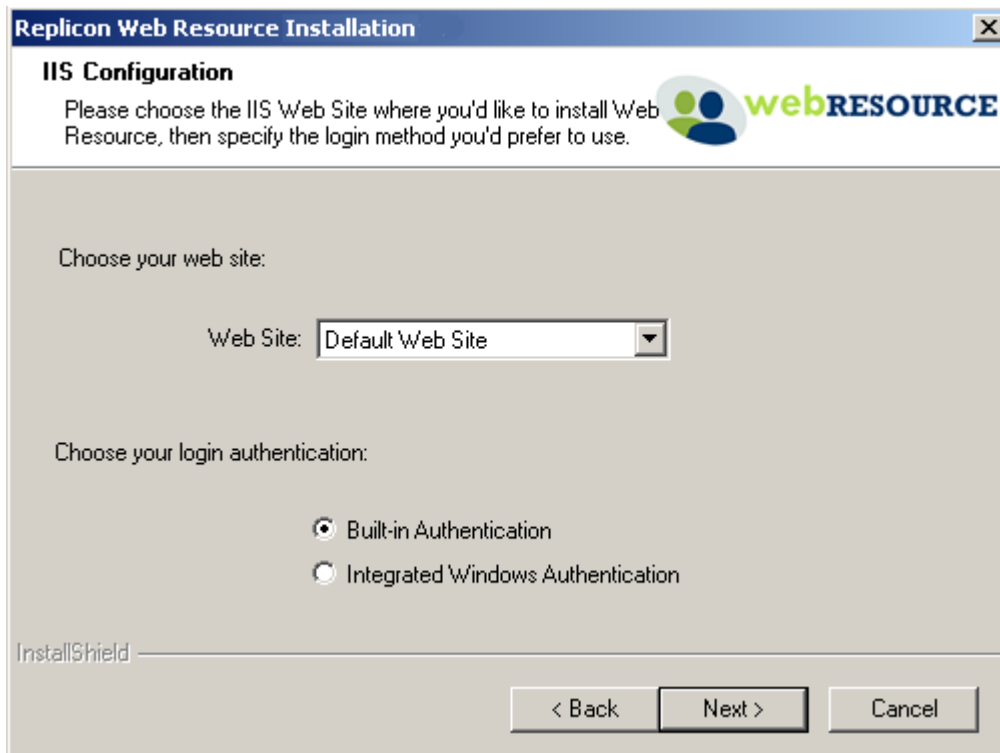 Replicon Web Resource Installation
IIS Configuration
Please choose the IIS Web Site where you'd like to install Web
Resource, then specify the login method you'd prefer to use.
webRESOURCE
Choose your web site:
Web Site: Default Web Site
Choose your login authentication:
Built-in Authentication
Integrated Windows Authentication
InstallShield
< Back Next > Cancel